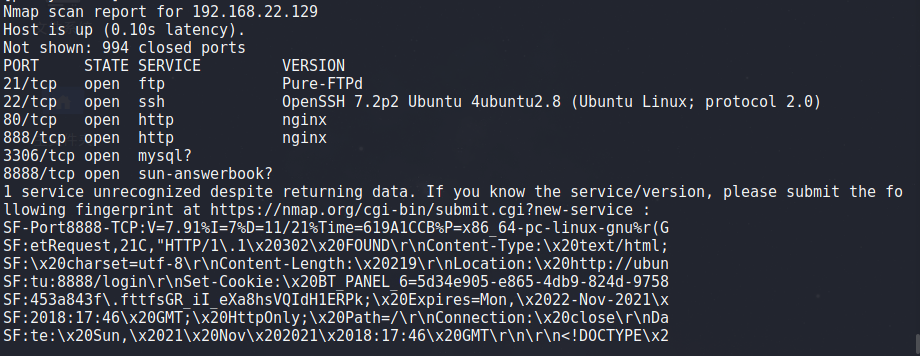 Nmap scan report for 192.168.22.129
Host is up (0.10s latency).
Not shown: 994 closed ports
PORT     STATE SERVICE         VERSION
21/tcp   open  ftp             Pure-FTPd
22/tcp   open  ssh             OpenSSH 7.2p2 Ubuntu 4ubuntu2.8 (Ubuntu Linux; protocol 2.0)
80/tcp   open  http            nginx
888/tcp  open  http            nginx
3306/tcp open  mysql?
8888/tcp open  sun-answerbook?
1 service unrecognized despite returning data. If you know the service/version, please submit the fo
llowing fingerprint at https://nmap.org/cgi-bin/submit.cgi?new-service :
SF-Port8888-TCP:V=7.91%I=7%D=11/21%Time=619A1CCB%P=x86_64-pc-linux-gnu%r(G
SF:etRequest,21C,"HTTP/1\.1\x20302\x20FOUND\r\nContent-Type:\x20text/html;
SF:\x20charset=utf-8\r\nContent-Length:\x20219\r\nLocation:\x20http://ubun
SF:tu:8888/login\r\nSet-Cookie:\x20BT_PANEL_6=5d34e905-e865-4db9-824d-9758
SF:453a843f\.fttfsGR_iI_eXa8hsVQIdH1ERPk;\x20Expires=Mon,\x2022-Nov-2021\x
SF:2018:17:46\x20GMT;\x20HttpOnly;\x20Path=/\r\nConnection:\x20close\r\nDa
SF:te:\x20Sun,\x2021\x20Nov\x202021\x2018:17:46\x20GMT\r\n\r\n<!DOCTYPE\x2